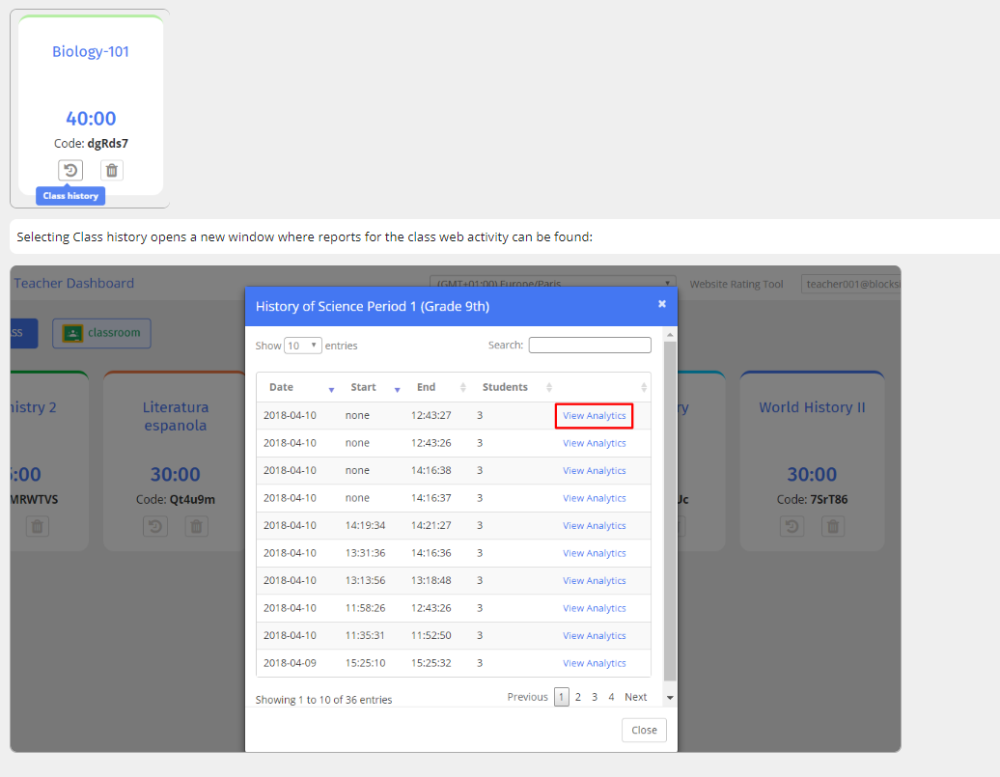 Biology-101
40:00
Code: dgRds7
Class history
Selecting Class history opens a new window where reports for the class web activity can be found:
Teacher Dashboard
(GMT+01:00) Europe/Paris
Website Rating Tool
teacher001@blocks
ss
classroom
History of Science Period 1 (Grade 9th)
×
Show 10 entries
Search:
Date Start End Students
2018-04-10 none 12:43:27 3 View Analytics
2018-04-10 none 12:43:26 3 View Analytics
2018-04-10 none 14:16:38 3 View Analytics
2018-04-10 none 14:16:37 3 View Analytics
2018-04-10 14:19:34 14:21:27 3 View Analytics
2018-04-10 13:31:36 14:16:36 3 View Analytics
2018-04-10 13:13:56 13:18:48 3 View Analytics
2018-04-10 11:58:26 12:43:26 3 View Analytics
2018-04-10 11:35:31 11:52:50 3 View Analytics
2018-04-09 15:25:10 15:25:32 3 View Analytics
Showing 1 to 10 of 36 entries
Previous 1 2 3 4 Next
Close
istry 2
:00
MRWTVS
Literatura
espanola
30:00
Code: Qt4u9m
ry
Jc
World History II
30:00
Code: 7SrT86